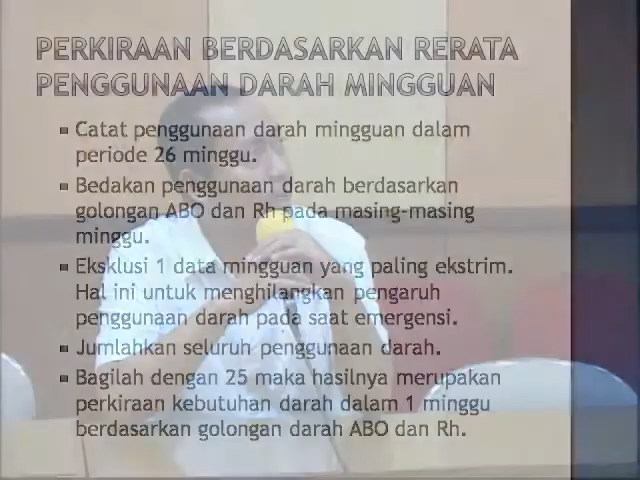 PERKIRAAN BERDASARKAN RERATA
PENGGUNAAN DARAH MINGGUAN
Catat penggunaan darah mingguan dalam
periode 26 minggu.
Bedakan penggunaan darah berdasarkan
golongan ABO dan Rh pada masing-masing
minggu.
Eksklusi 1 data mingguan yang paling ekstrim.
Hal ini untuk menghilangkan pengaruh
penggunaan darah pada saat emergensi.
Jumlahkan seluruh penggunaan darah.
Bagilah dengan 25 maka hasilnya merupakan
perkiraan kebutuhan darah dalam 1 minggu
berdasarkan golongan darah ABO dan Rh.